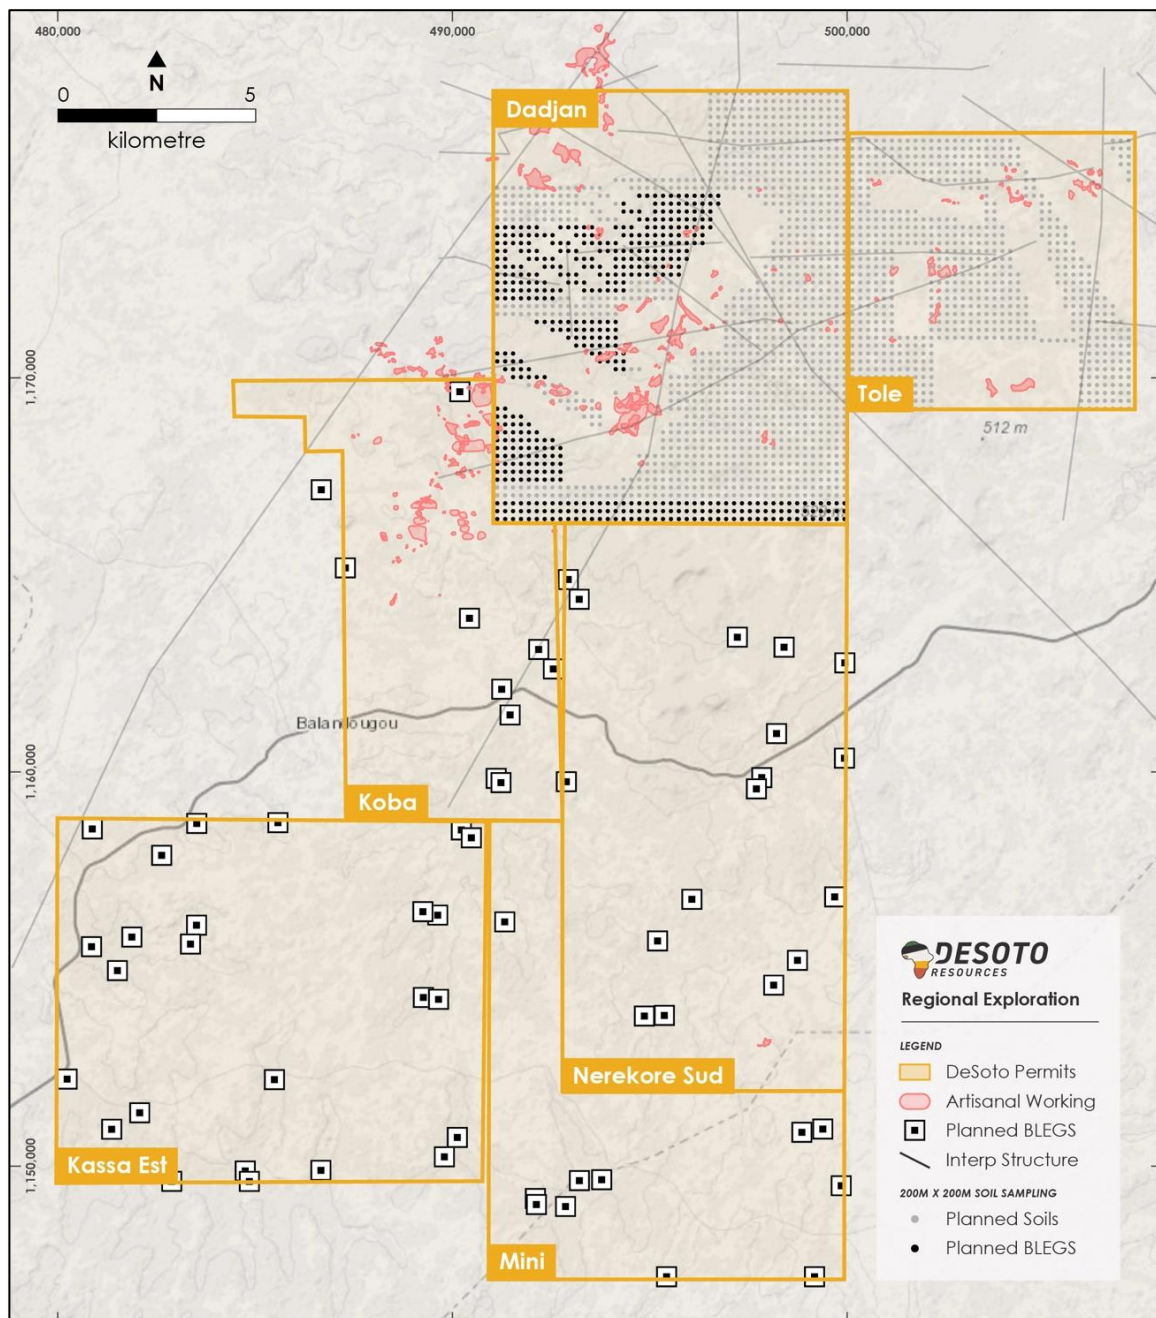 480,000
490,000
500,000
N
0 5
kilometre
Dadjan
1,170,000
Tole
512 m
Balandougou
1,160,000
Koba
DESOTO
RESOURCES
Regional Exploration
LEGEND
DeSoto Permits
Artisanal Working
Planned BLEGS
Interp Structure
200M X 200M SOIL SAMPLING
Planned Soils
Planned BLEGS
Nerekore Sud
Kassa Est
1,150,000
Mini